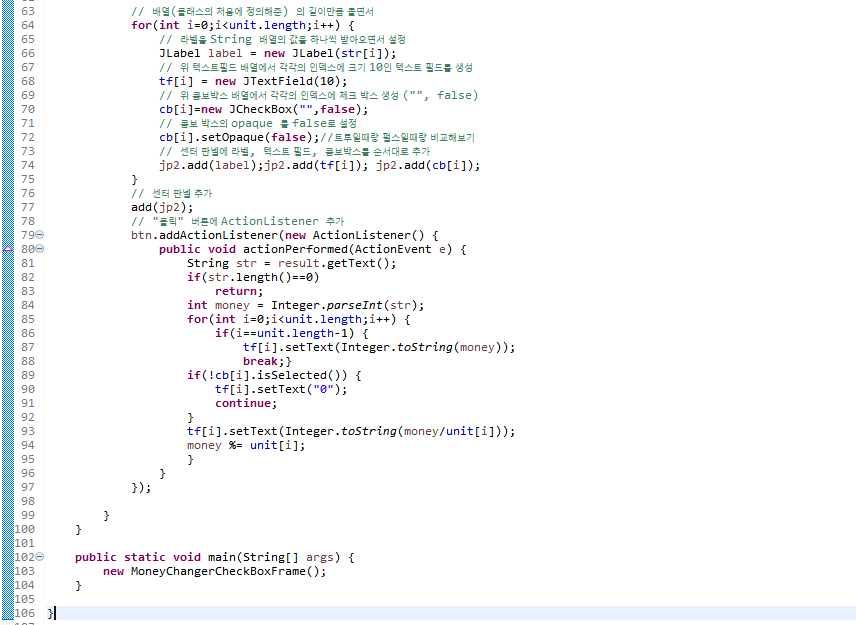 63 // 배열(클래스의 처음에 정의해준) 의 길이만큼 돌면서
64 for(int i=0;i<unit.length;i++) {
65 // 라벨을 String 배열의 값을 하나씩 받아오면서 설정
66 JLabel label = new JLabel(str[i]);
67 // 위 텍스트필드 배열에서 각각의 인덱스에 크기 10인 텍스트 필드를 생성
68 tf[i] = new JTextField(10);
69 // 위 콤보박스 배열에서 각각의 인덱스에 체크 박스 생성 ("", false)
70 cb[i]=new JCheckBox("",false);
71 // 콤보 박스의 opaque 를 false로 설정
72 cb[i].setOpaque(false);//트루일때랑 펄스일때랑 비교해보기
73 // 센터 판넬에 라벨, 텍스트 필드, 콤보박스를 순서대로 추가
74 jp2.add(label);jp2.add(tf[i]); jp2.add(cb[i]);
75 }
76 // 센터 판넬 추가
77 add(jp2);
78 // "클릭" 버튼에 ActionListener 추가
79 btn.addActionListener(new ActionListener() {
80 public void actionPerformed(ActionEvent e) {
81 String str = result.getText();
82 if(str.length()==0)
83 return;
84 int money = Integer.parseInt(str);
85 for(int i=0;i<unit.length;i++) {
86 if(i==unit.length-1) {
87 tf[i].setText(Integer.toString(money));
88 break;}
89 if(!cb[i].isSelected()) {
90 tf[i].setText("0");
91 continue;
92 }
93 tf[i].setText(Integer.toString(money/unit[i]));
94 money %= unit[i];
95 }
96 }
97 });
98
99 }
100 }
101
102 public static void main(String[] args) {
103 new MoneyChangerCheckBoxFrame();
104 }
105
106 }